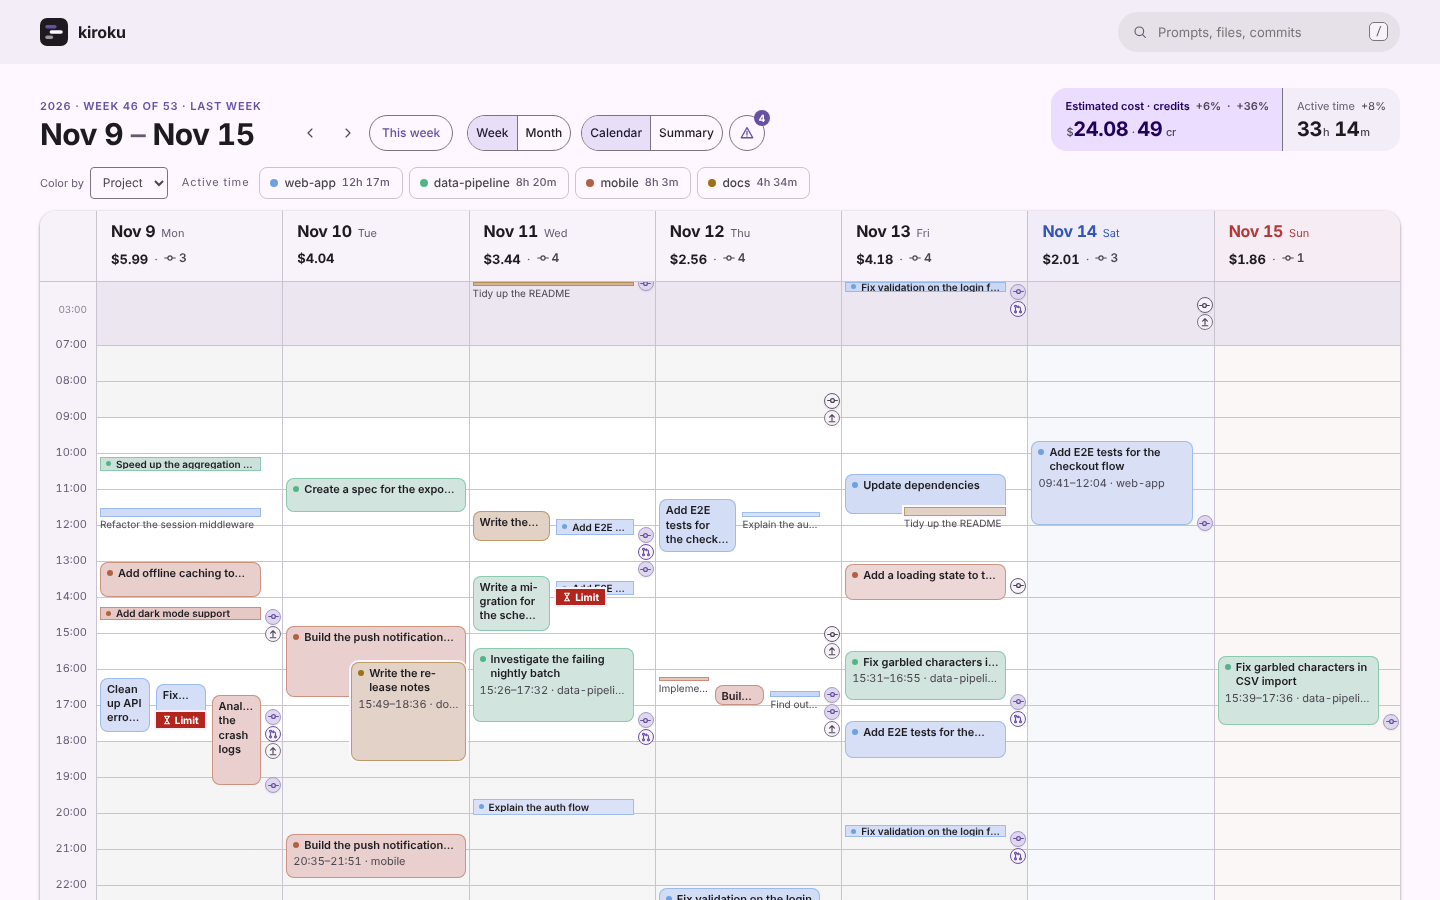 kiroku
Prompts, files, commits
/
2026 · WEEK 46 OF 53 · LAST WEEK
Nov 9 – Nov 15
This week
Week
Month
Calendar
Summary
4
Estimated cost · credits +6% · +36%
$24.08 · 49 cr
Active time +8%
33h 14m
Color by
Project
Active time
web-app 12h 17m
data-pipeline 8h 20m
mobile 8h 3m
docs 4h 34m
Nov 9 Mon
$5.99 · 3
Nov 10 Tue
$4.04
Nov 11 Wed
$3.44 · 4
Nov 12 Thu
$2.56 · 4
Nov 13 Fri
$4.18 · 4
Nov 14 Sat
$2.01 · 3
Nov 15 Sun
$1.86 · 1
03:00
07:00
08:00
09:00
10:00
11:00
12:00
13:00
14:00
15:00
16:00
17:00
18:00
19:00
20:00
21:00
22:00
Speed up the aggregation ...
Refactor the session middleware
Add offline caching to...
Add dark mode support
Clean
up API
erro...
Fix...
Limit
Anal...
the
crash
logs
Create a spec for the expo...
Build the push notification...
Write the re-
lease notes
15:49–18:36 · do...
Build the push notification...
20:35–21:51 · mobile
Tidy up the README
Write the...
Add E2E ...
Write a mi-
gration for
the sche...
Add E2E ...
Limit
Investigate the failing
nightly batch
15:26–17:32 · data-pipeli...
Explain the auth flow
Add E2E
tests for
the check...
Explain the au...
Impleme...
Buil...
Find out...
Fix validation on the login
Fix validation on the login f...
Update dependencies
Tidy up the README
Add a loading state to t...
Fix garbled characters i...
15:31–16:55 · data-pipeli...
Add E2E tests for the...
Fix validation on the login f...
Add E2E tests for the
checkout flow
09:41–12:04 · web-app
Fix garbled characters in
CSV import
15:39–17:36 · data-pipeli...